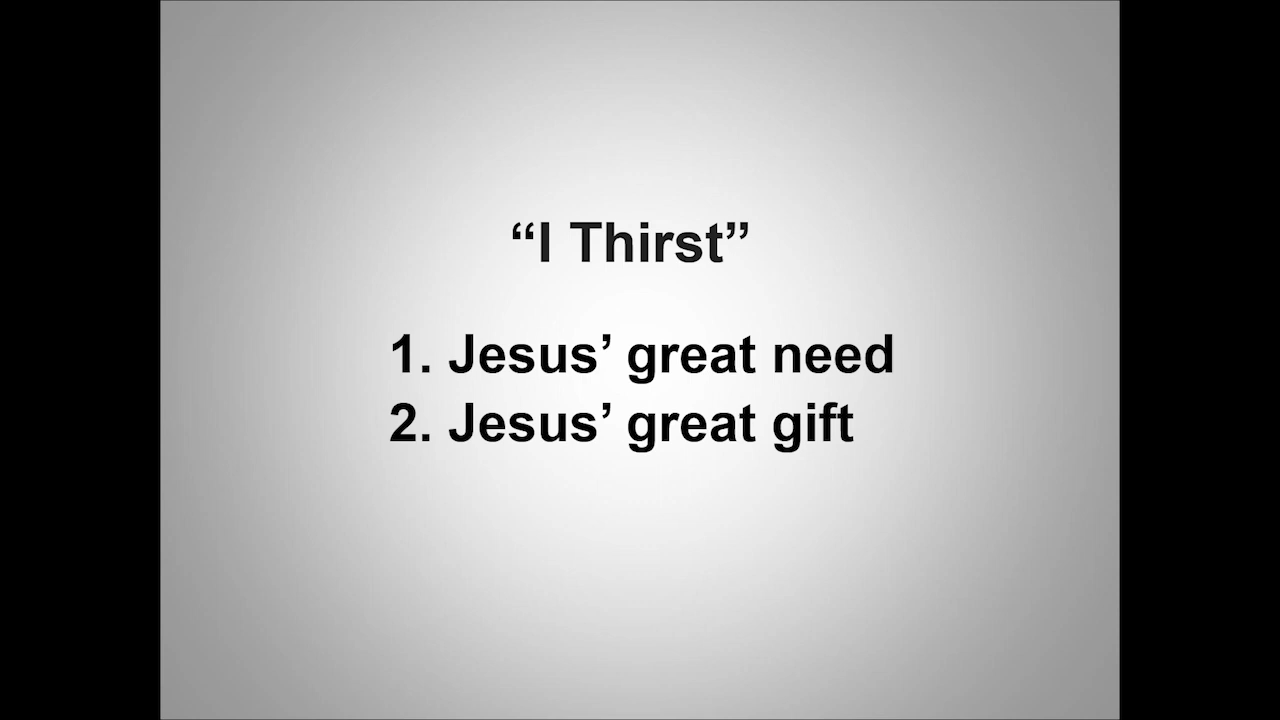 “I Thirst”
1. Jesus’ great need
2. Jesus’ great gift